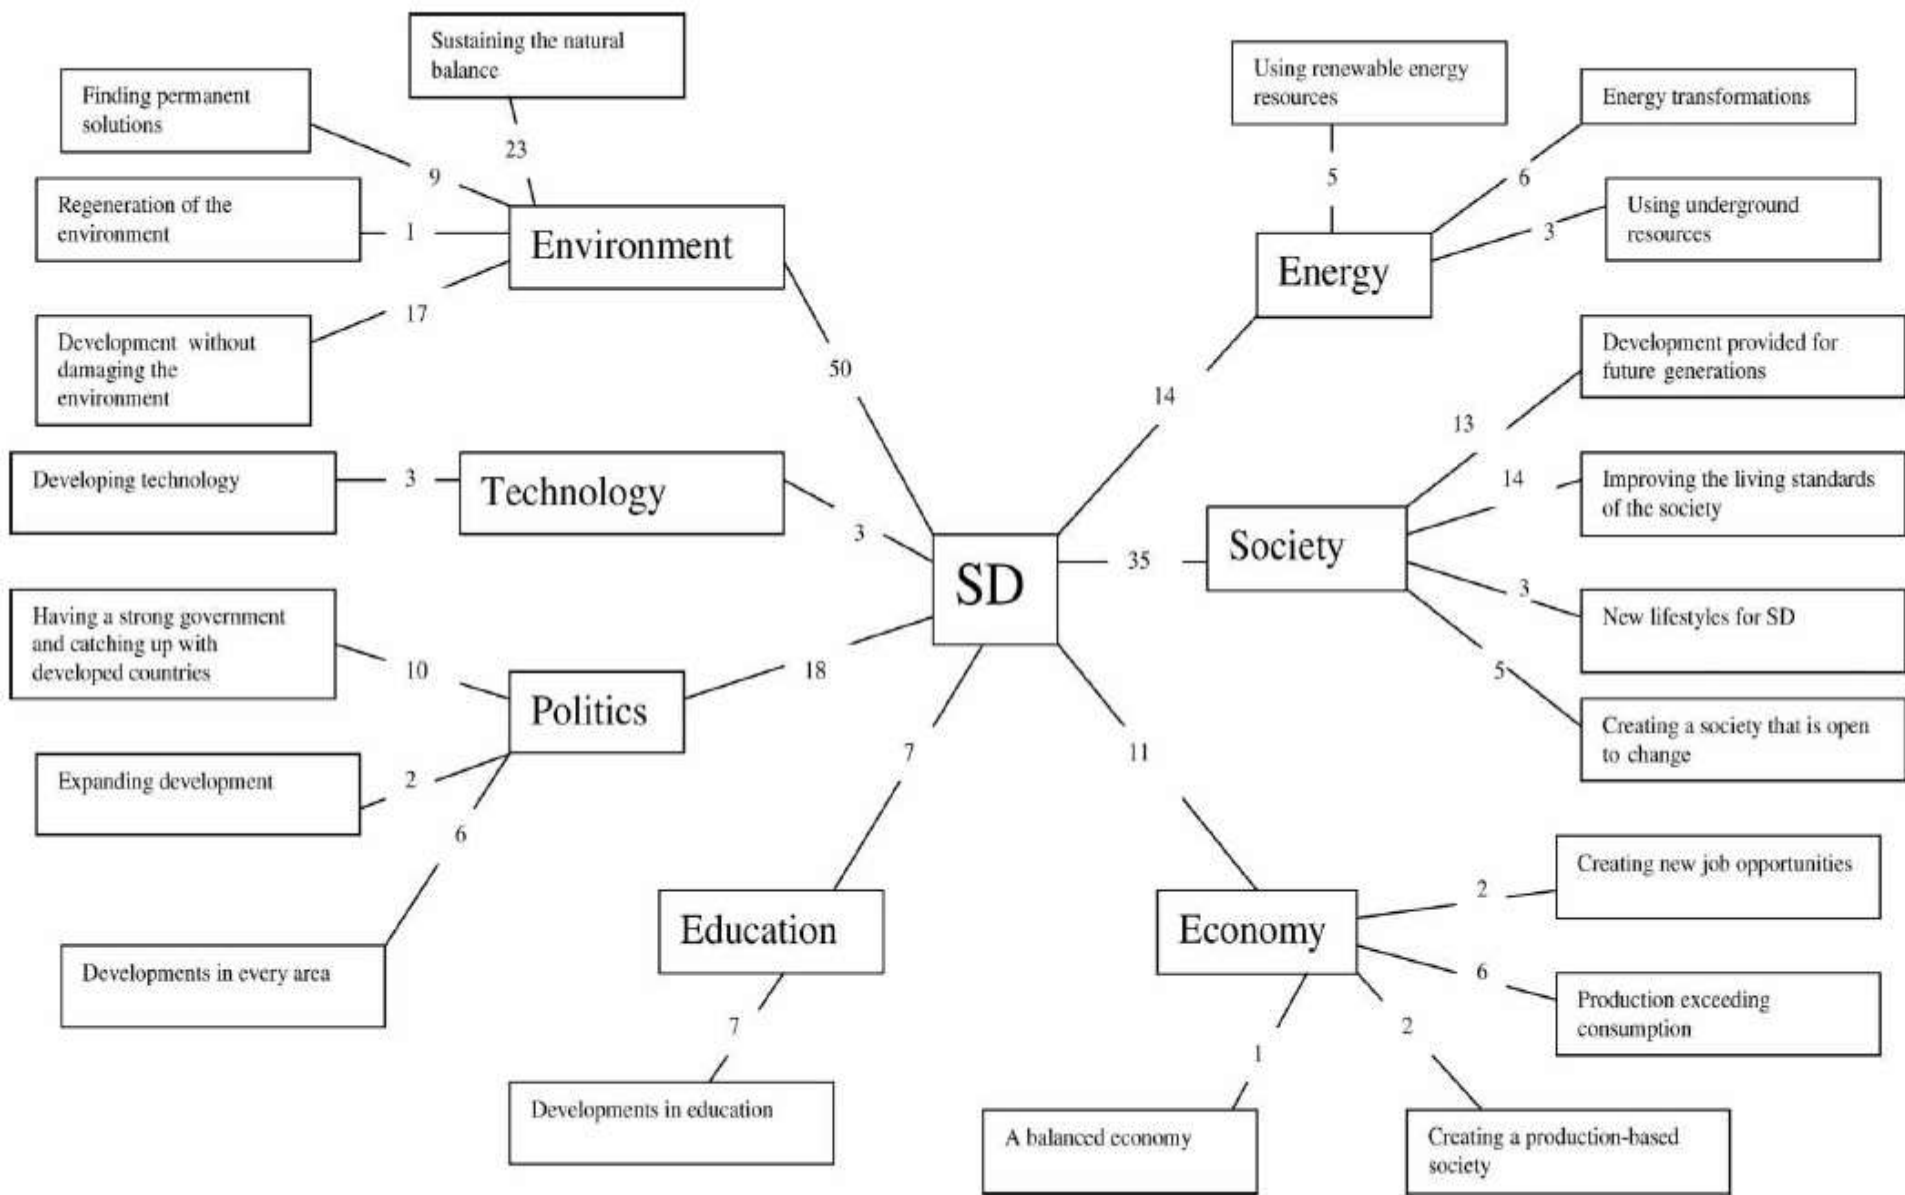 Sustaining the natural
balance
Finding permanent
solutions
23
9
Regeneration of the
environment
1
Environment
17
Development without
damaging the
environment
50
Developing technology
3
Technology
3
Having a strong government
and catching up with
developed countries
10
Politics
18
Expanding development
2
6
Developments in every area
SD
7
Education
7
Developments in education
Using renewable energy
resources
5
Energy transformations
6
Using underground
resources
3
Energy
14
Development provided for
future generations
13
Improving the living standards
of the society
14
35
Society
New lifestyles for SD
3
Creating a society that is open
to change
5
11
Economy
Creating new job opportunities
2
Production exceeding
consumption
6
2
1
A balanced economy
Creating a production-based
society